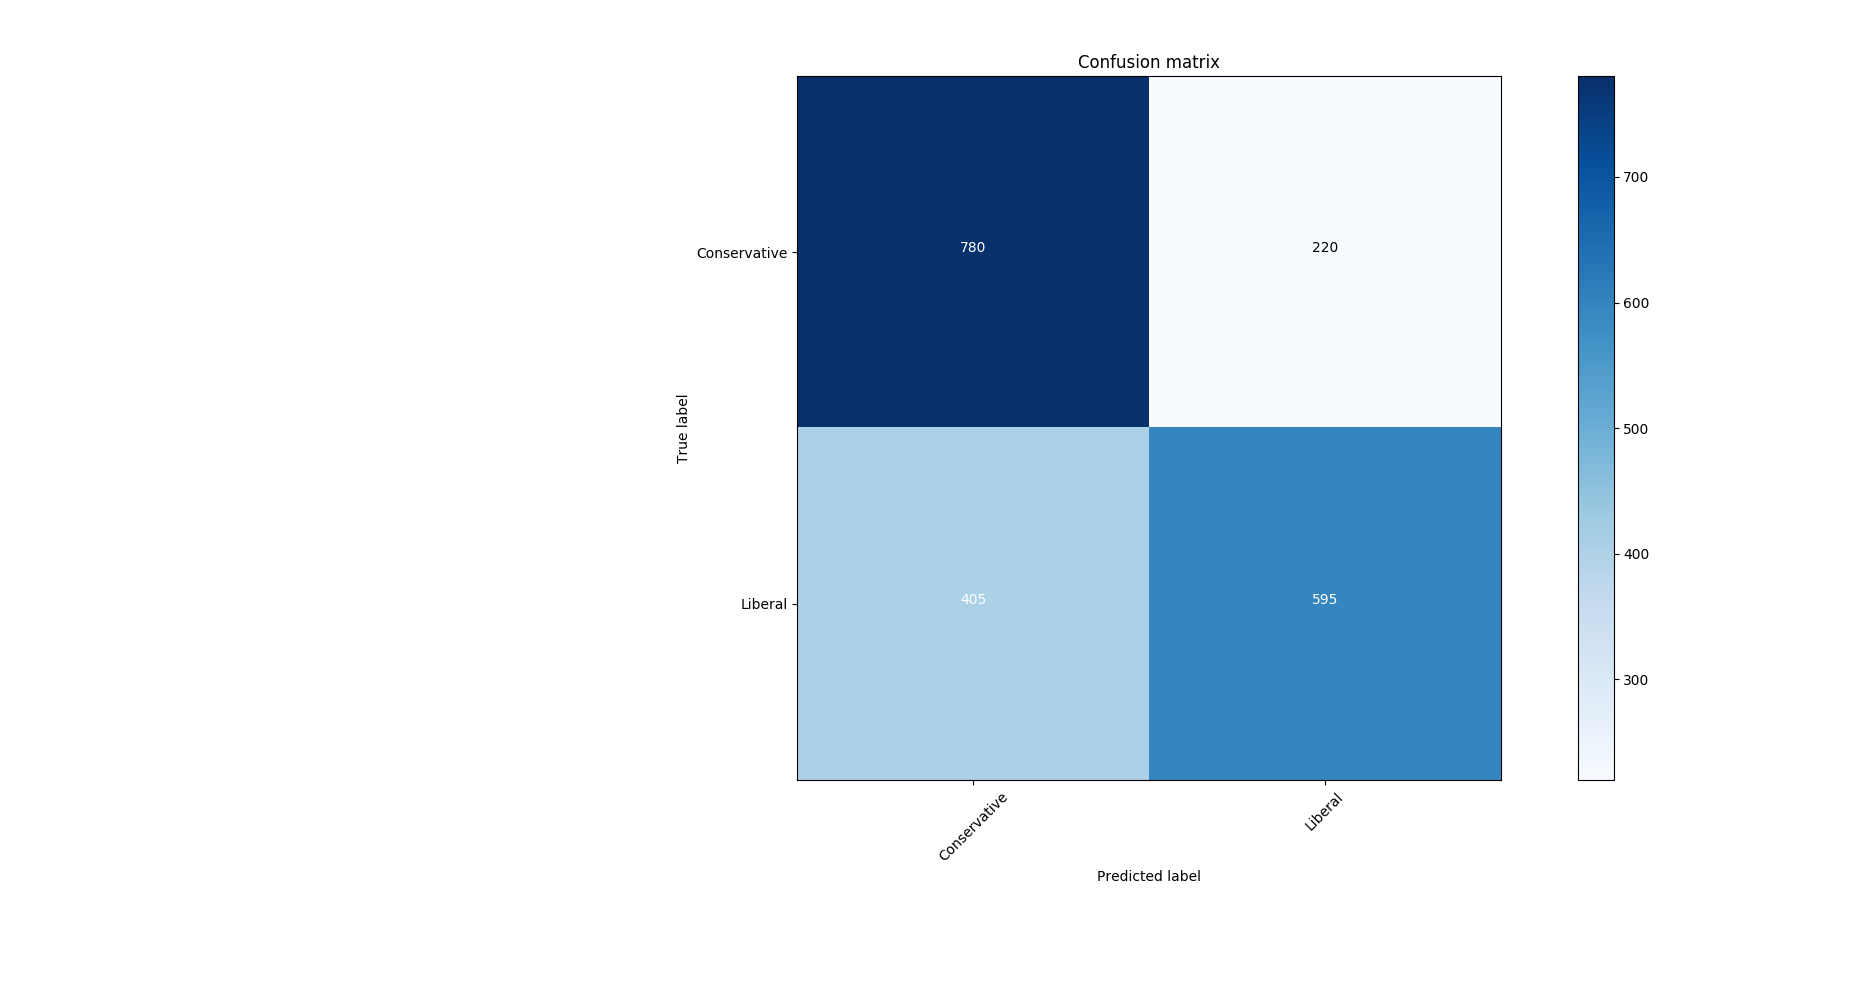 Confusion matrix
Conservative
780
220
True label
Liberal
405
595
Conservative
Liberal
Predicted label
700
600
500
400
300